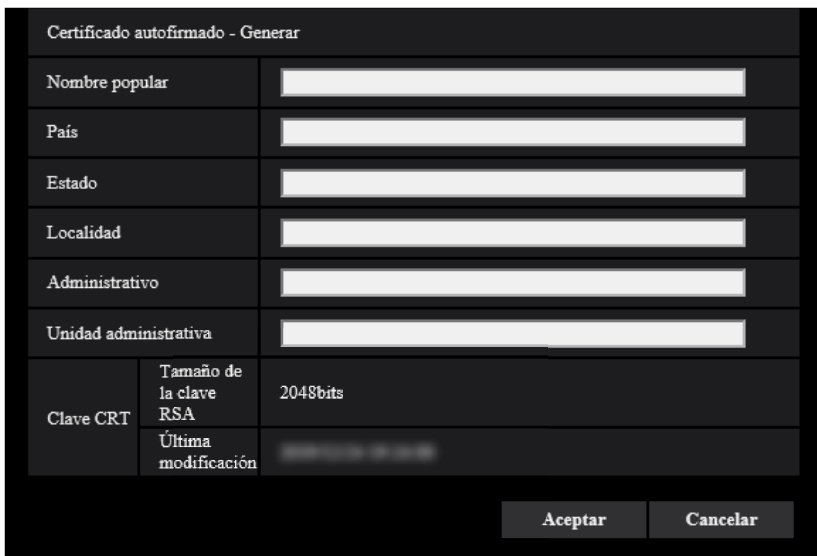 Certificado autofirmado - Generar
Nombre popular
País
Estado
Localidad
Administrativo
Unidad administrativa
Clave CRT
Tamaño de
la clave
RSA
2048bits
Última
modificación
Aceptar
Cancelar